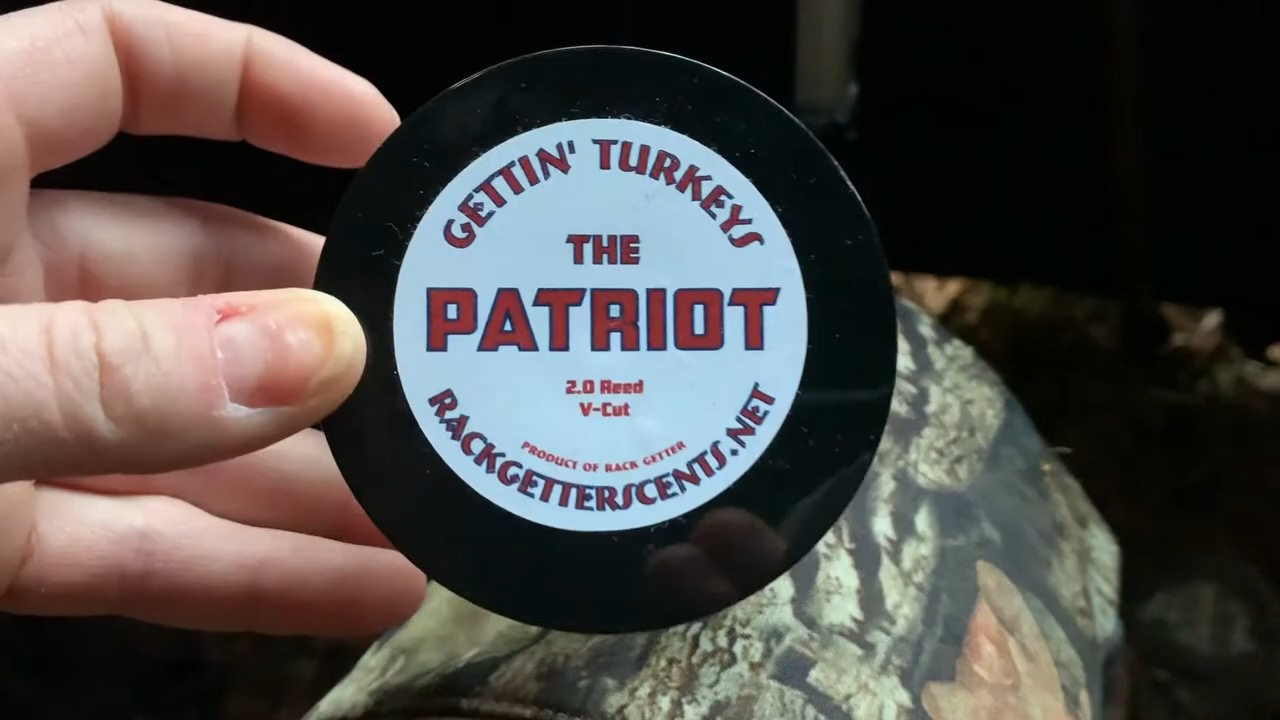 GETTIN' TURKEYS
THE
PATRIOT
2.0 Reed
V-Cut
PRODUCT OF RACK GETTER
RACKGETTERSCENTS.NET